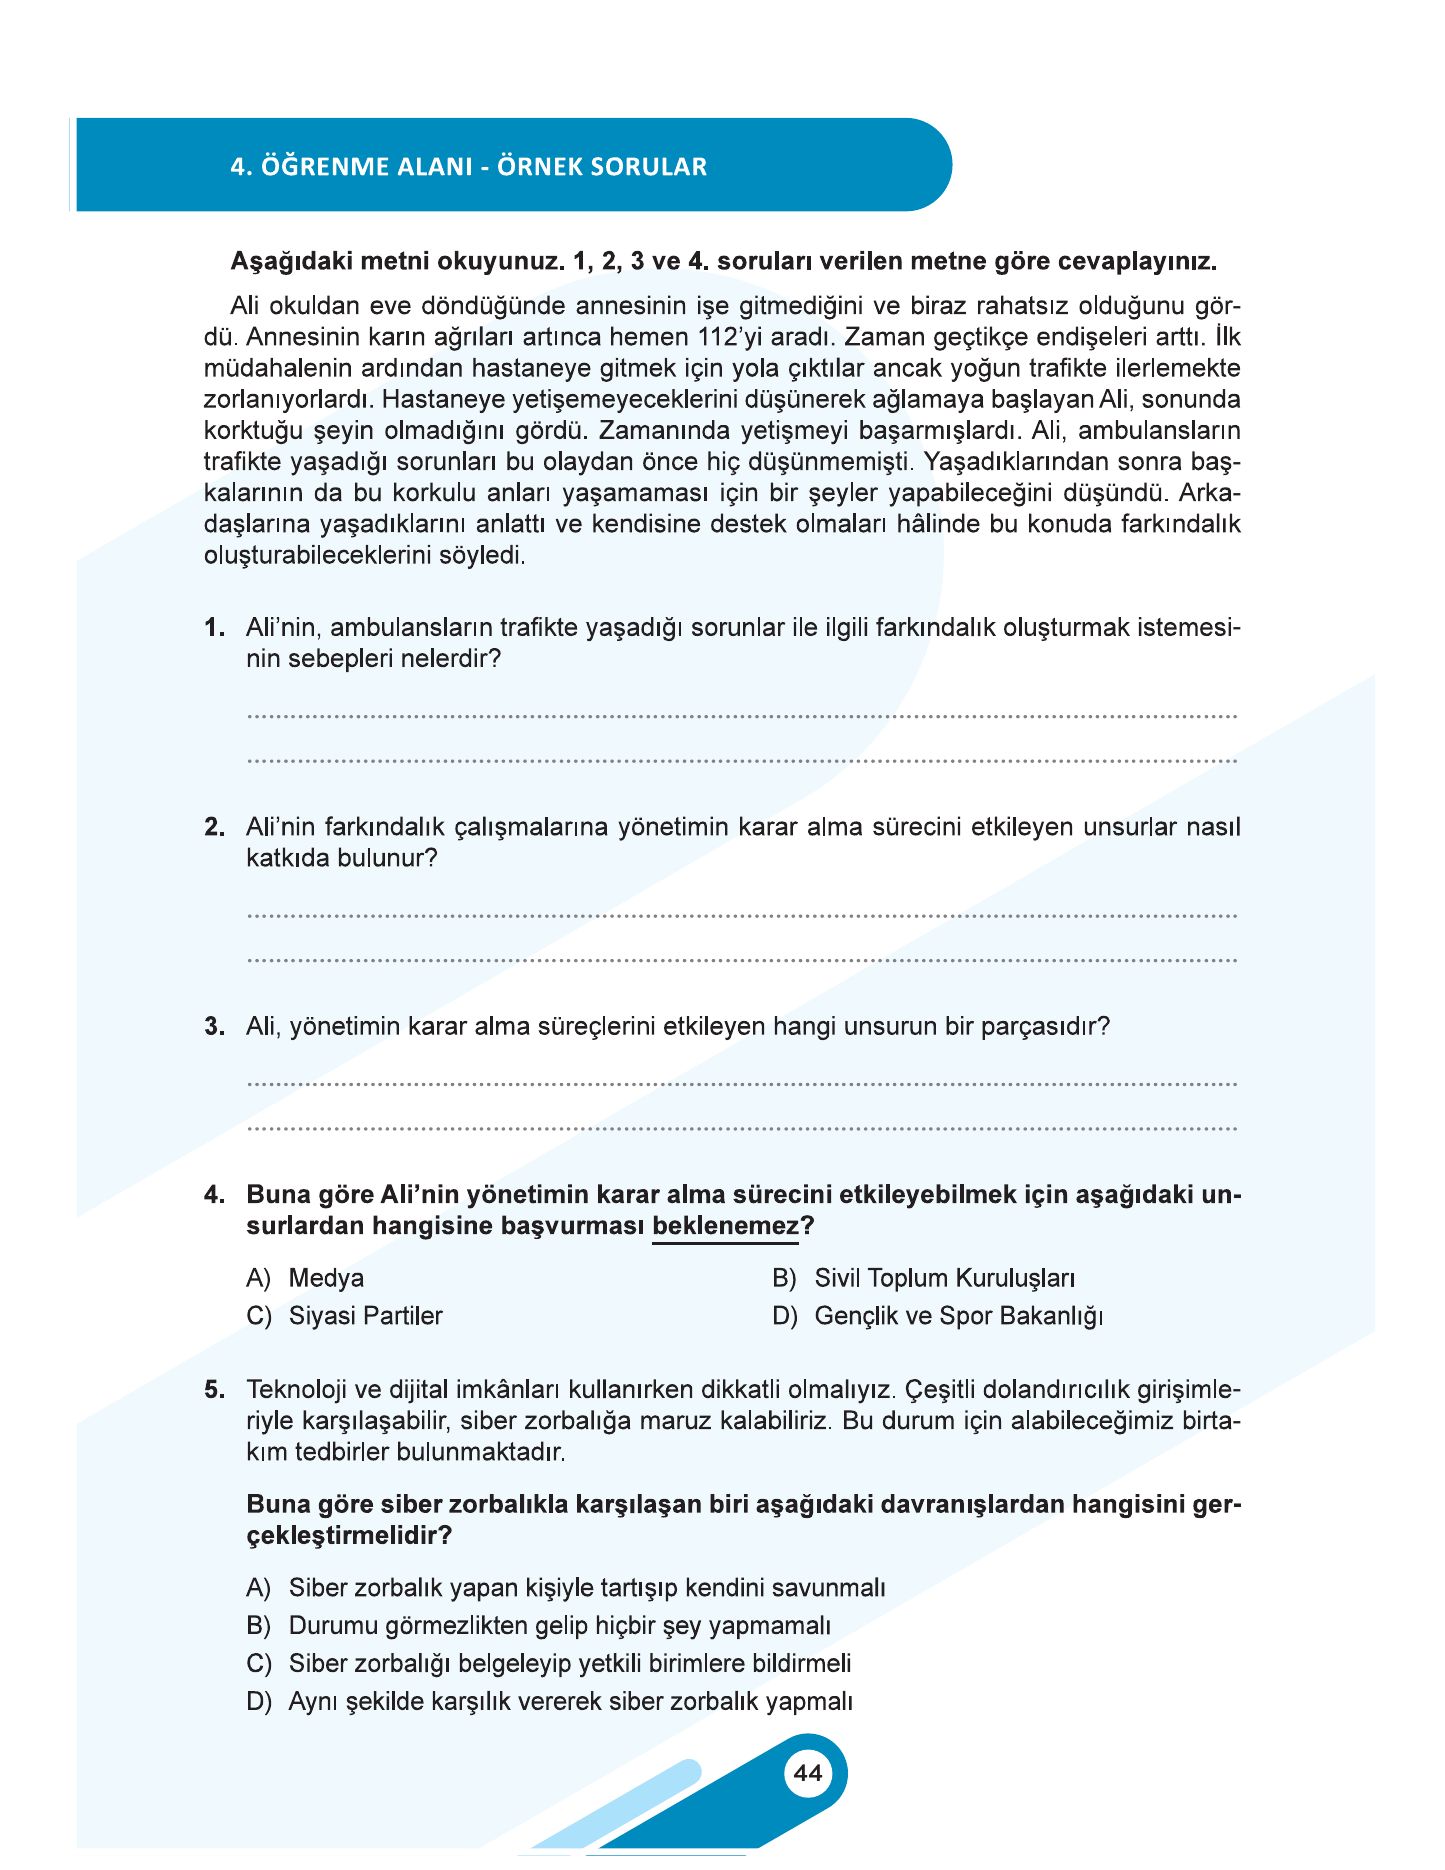 4. ÖĞRENME ALANI - ÖRNEK SORULAR
Aşağıdaki metni okuyunuz. 1, 2, 3 ve 4. soruları verilen metne göre cevaplayınız.
Ali okuldan eve döndüğünde annesinin işe gitmediğini ve biraz rahatsız olduğunu gör-
dü. Annesinin karın ağrıları artınca hemen 112’yi aradı. Zaman geçtikçe endişeleri arttı. İlk
müdahalenin ardından hastaneye gitmek için yola çıktılar ancak yoğun trafikte ilerlemekte
zorlanıyorlardı. Hastaneye yetişemeyeceklerini düşünerek ağlamaya başlayan Ali, sonunda
korktuğu şeyin olmadığını gördü. Zamanında yetişmeyi başarmışlardı. Ali, ambulansların
trafikte yaşadığı sorunları bu olaydan önce hiç düşünmemişti. Yaşadıklarından sonra baş-
kalarının da bu korkulu anları yaşamaması için bir şeyler yapabileceğini düşündü. Arka-
daşlarına yaşadıklarını anlattı ve kendisine destek olmaları hâlinde bu konuda farkındalık
oluşturabileceklerini söyledi.
1. Ali’nin, ambulansların trafikte yaşadığı sorunlar ile ilgili farkındalık oluşturmak istemesi-
nin sebepleri nelerdir?
2. Ali’nin farkındalık çalışmalarına yönetimin karar alma sürecini etkileyen unsurlar nasıl
katkıda bulunur?
3. Ali, yönetimin karar alma süreçlerini etkileyen hangi unsurun bir parçasıdır?
4. Buna göre Ali’nin yönetimin karar alma sürecini etkileyebilmek için aşağıdaki un-
surlardan hangisine başvurması beklenemez?
A) Medya
B) Sivil Toplum Kuruluşları
C) Siyasi Partiler
D) Gençlik ve Spor Bakanlığı
5. Teknoloji ve dijital imkânları kullanırken dikkatli olmalıyız. Çeşitli dolandırıcılık girişimle-
riyle karşılaşabilir, siber zorbalığa maruz kalabiliriz. Bu durum için alabileceğimiz birta-
kım tedbirler bulunmaktadır.
Buna göre siber zorbalıkla karşılaşan biri aşağıdaki davranışlardan hangisini ger-
çekleştirmelidir?
A) Siber zorbalık yapan kişiyle tartışıp kendini savunmalı
B) Durumu görmezlikten gelip hiçbir şey yapmamalı
C) Siber zorbalığı belgeleyip yetkili birimlere bildirmeli
D) Aynı şekilde karşılık vererek siber zorbalık yapmalı
44